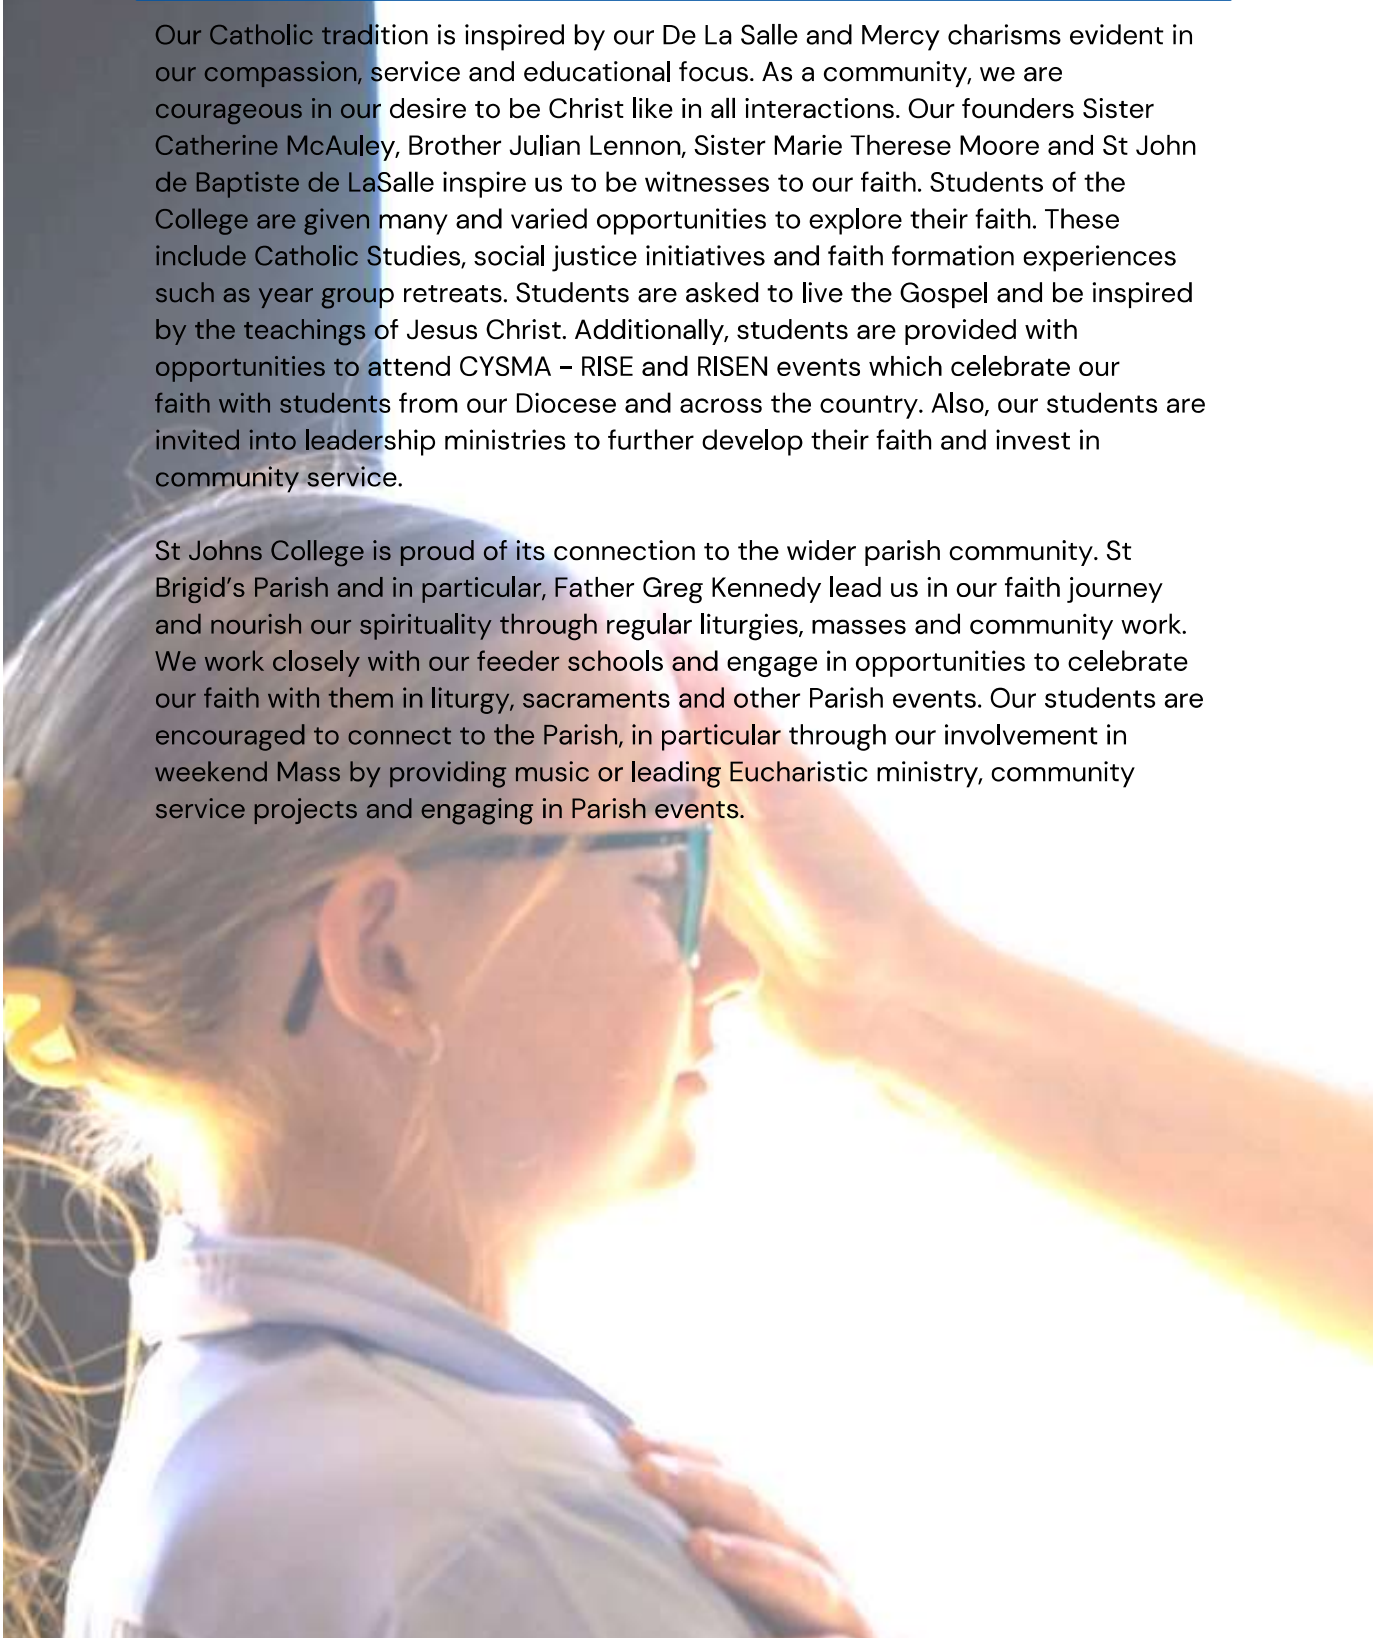 Our Catholic tradition is inspired by our De La Salle and Mercy charisms evident in
our compassion, service and educational focus. As a community, we are
courageous in our desire to be Christ like in all interactions. Our founders Sister
Catherine McAuley, Brother Julian Lennon, Sister Marie Therese Moore and St John
de Baptiste de LaSalle inspire us to be witnesses to our faith. Students of the
College are given many and varied opportunities to explore their faith. These
include Catholic Studies, social justice initiatives and faith formation experiences
such as year group retreats. Students are asked to live the Gospel and be inspired
by the teachings of Jesus Christ. Additionally, students are provided with
opportunities to attend CYSMA – RISE and RISEN events which celebrate our
faith with students from our Diocese and across the country. Also, our students are
invited into leadership ministries to further develop their faith and invest in
community service.
St Johns College is proud of its connection to the wider parish community. St
Brigid’s Parish and in particular, Father Greg Kennedy lead us in our faith journey
and nourish our spirituality through regular liturgies, masses and community work.
We work closely with our feeder schools and engage in opportunities to celebrate
our faith with them in liturgy, sacraments and other Parish events. Our students are
encouraged to connect to the Parish, in particular through our involvement in
weekend Mass by providing music or leading Eucharistic ministry, community
service projects and engaging in Parish events.